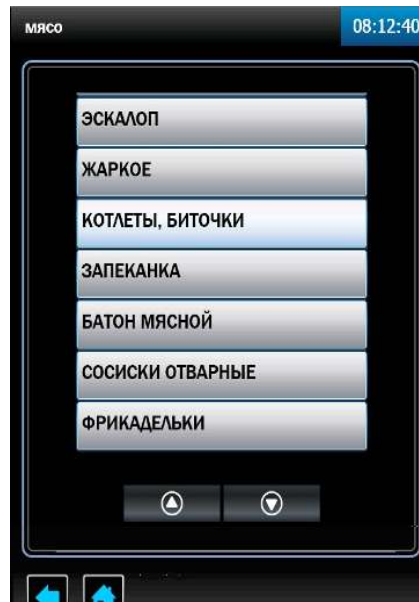 мясо
08:12:40
ЭСКАЛОП
ЖАРКОЕ
КОТЛЕТЫ, БИТОЧКИ
ЗАПЕКАНКА
БАТОН МЯСНОЙ
СОСИСКИ ОТВАРНЫЕ
ФРИКАДЕЛЬКИ